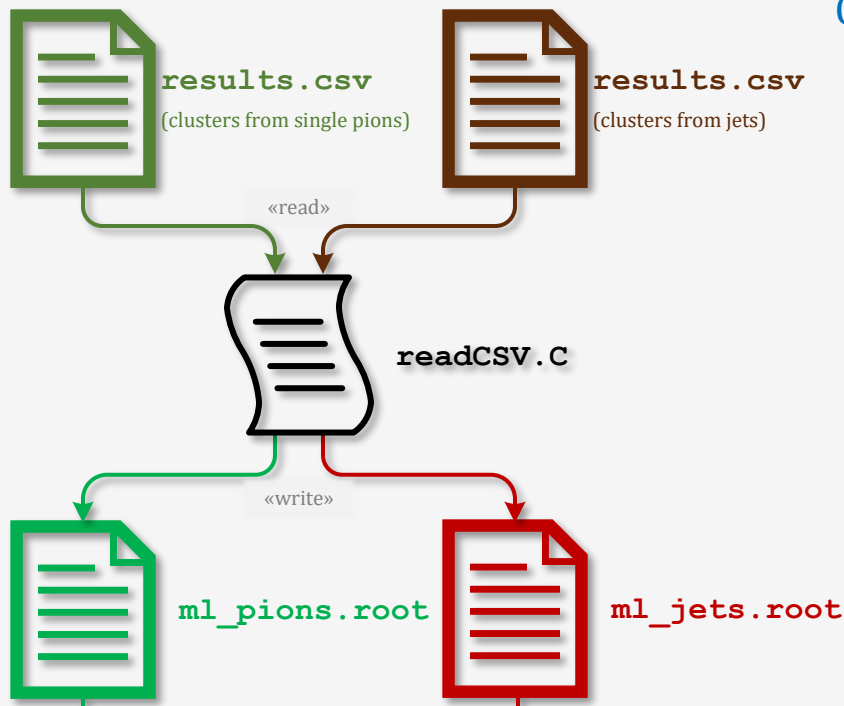 results.csv
(clusters from single pions)
results.csv
(clusters from jets)
«read»
readCSV.C
«write»
ml_pions.root
ml_jets.root